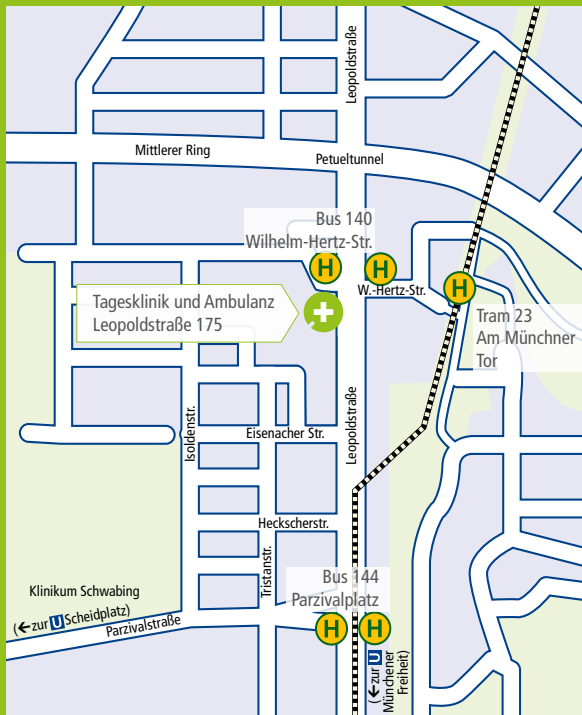 Leopoldstraße
Mittlerer Ring
Petueltunnel
Bus 140
Wilhelm-Hertz-Str.
H
H
W.-Hertz-Str.
H
Tagesklinik und Ambulanz
Leopoldstraße 175
Tram 23
Am Münchner
Tor
Isoldenstr.
Eisenacher Str.
Leopoldstraße
Heckscherstr.
Tristanstr.
Bus 144
Parzivalplatz
H
H
Klinikum Schwabing
(←zur U Scheidplatz)
Parzivalstraße
(←zur U
Münchener
Freiheit)